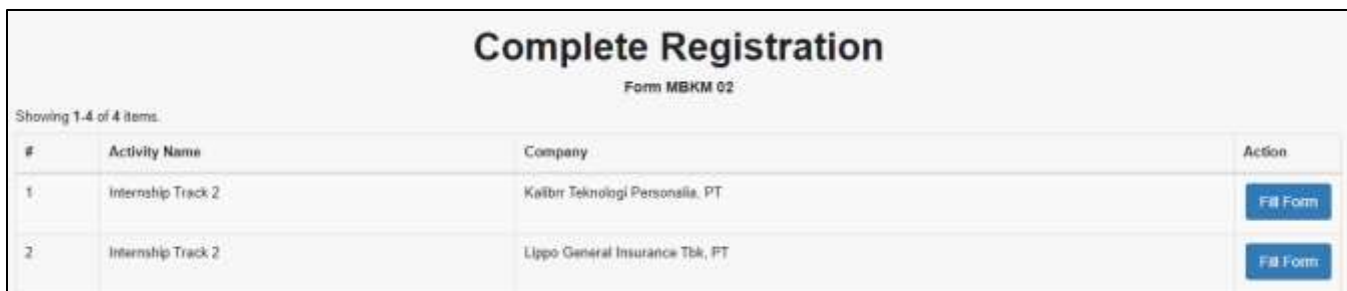 Complete Registration
Form MBKM 02
Showing 1-4 of 4 items.
# Activity Name Company Action
1 Internship Track 2 Kalibrr Teknologi Personalia, PT Fill Form
2 Internship Track 2 Lippo General Insurance Tbk, PT Fill Form